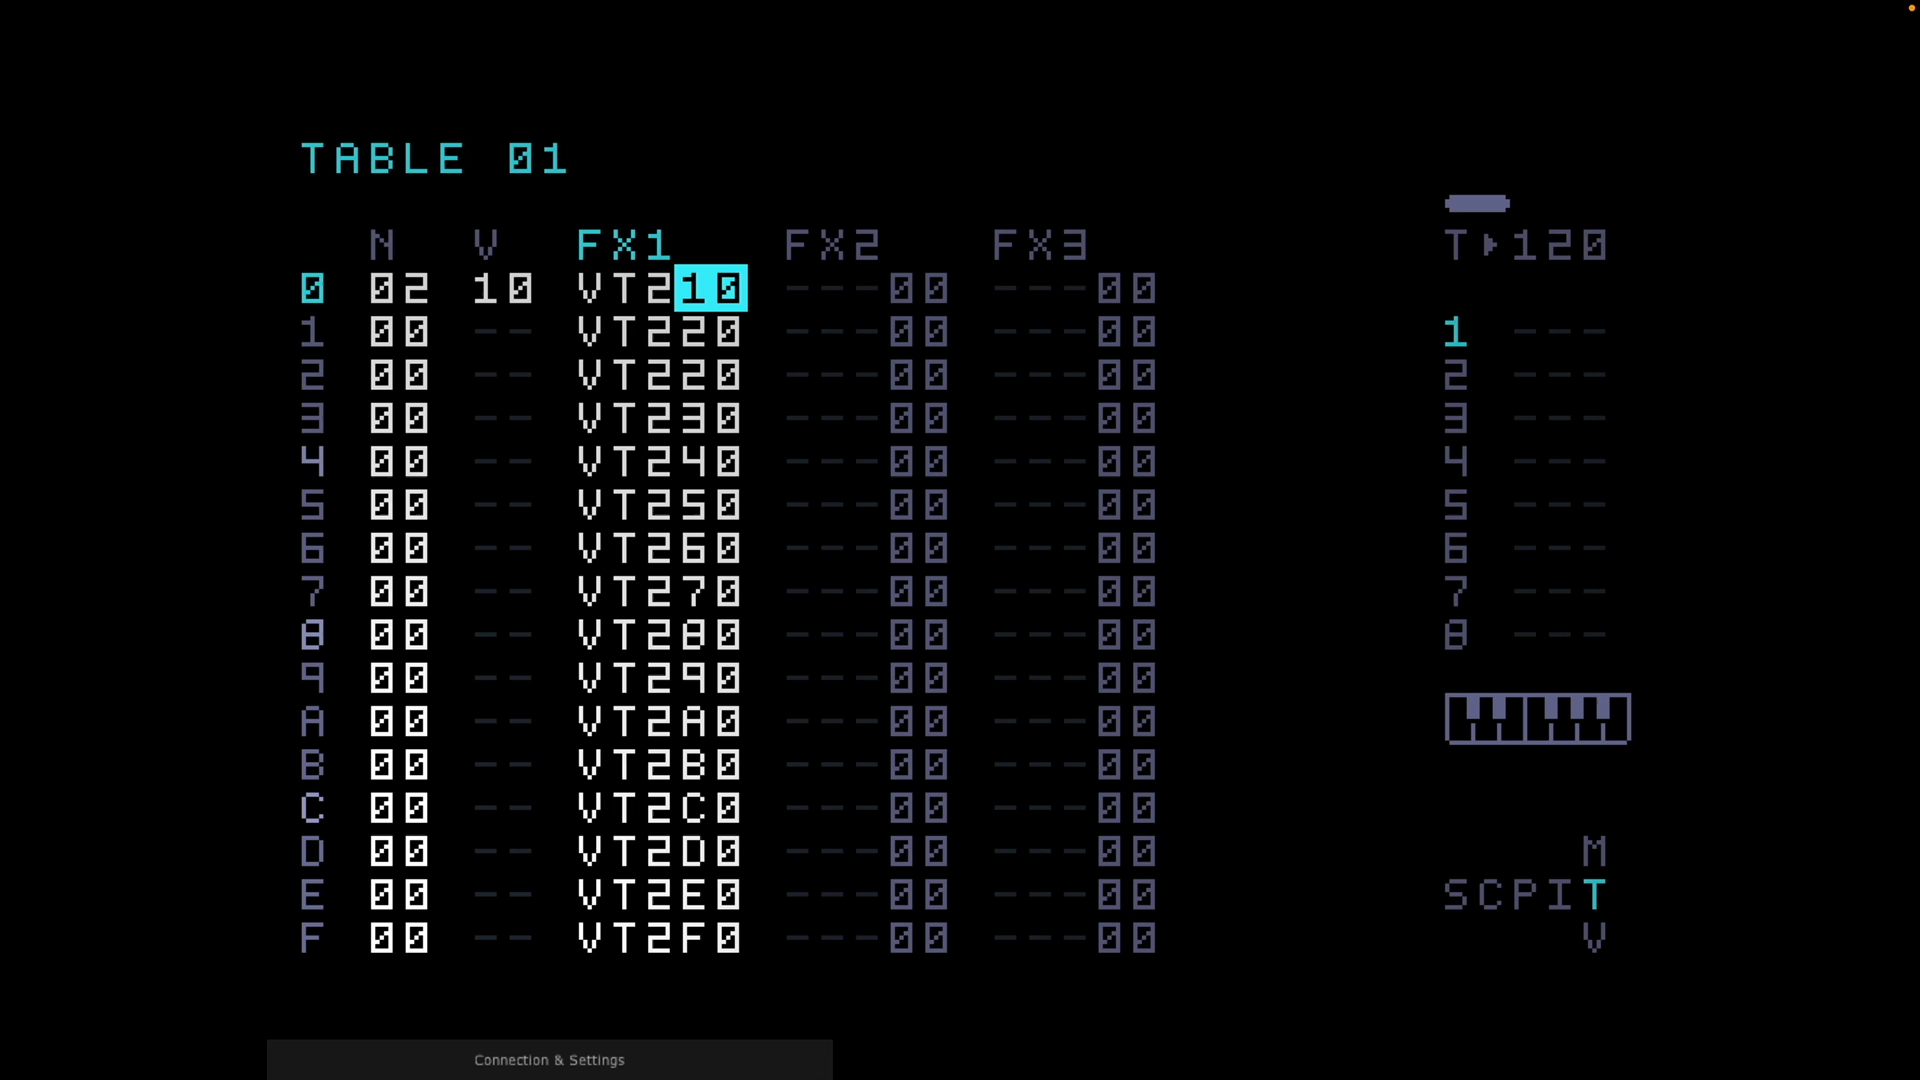 TABLE 01
N V FX1 FX2 FX3 T▸120
0 02 10 VT210 ---00 ---00
1 00 -- VT220 ---00 ---00 1 ---
2 00 -- VT220 ---00 ---00 2 ---
3 00 -- VT230 ---00 ---00 3 ---
4 00 -- VT240 ---00 ---00 4 ---
5 00 -- VT250 ---00 ---00 5 ---
6 00 -- VT260 ---00 ---00 6 ---
7 00 -- VT270 ---00 ---00 7 ---
8 00 -- VT280 ---00 ---00 8 ---
9 00 -- VT290 ---00 ---00
A 00 -- VT2A0 ---00 ---00
B 00 -- VT2B0 ---00 ---00
C 00 -- VT2C0 ---00 ---00
D 00 -- VT2D0 ---00 ---00 M
E 00 -- VT2E0 ---00 ---00 SCPIT
F 00 -- VT2F0 ---00 ---00 V
Connection & Settings